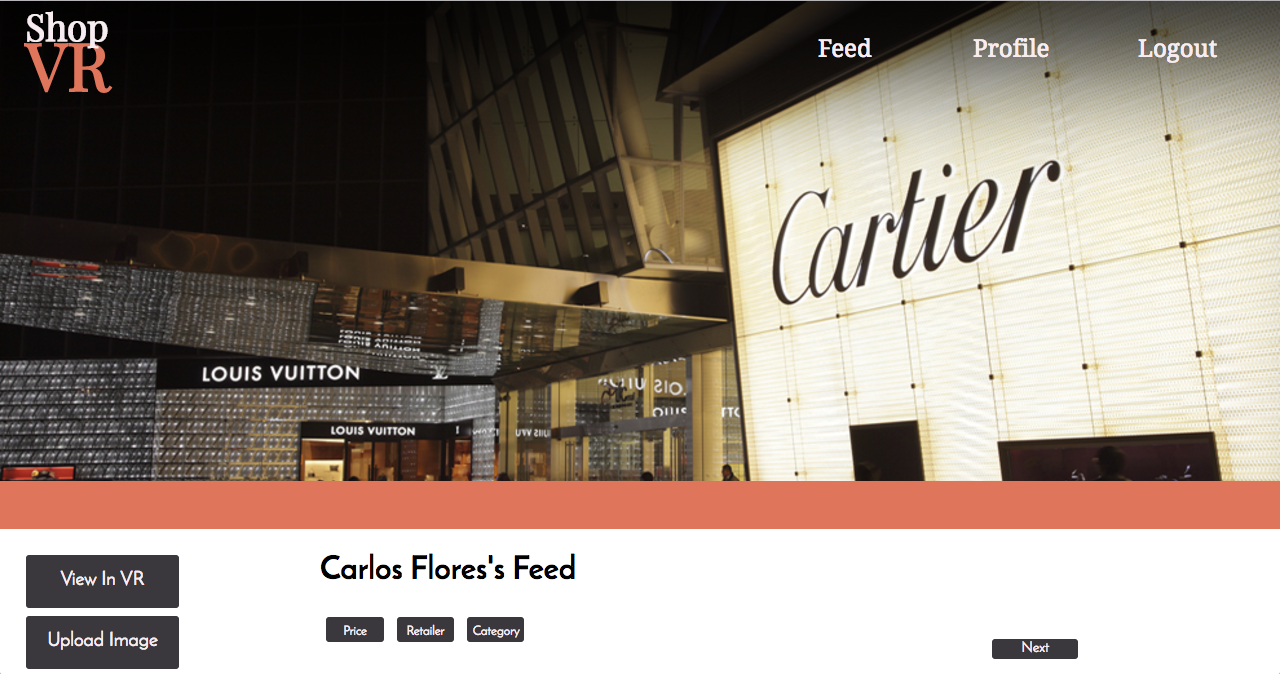 Shop
VR
Feed
Profile
Logout
Cartier
LOUIS VUITTON
LOUIS VUITTON
View In VR
Upload Image
Carlos Flores's Feed
Price
Retailer
Category
Next